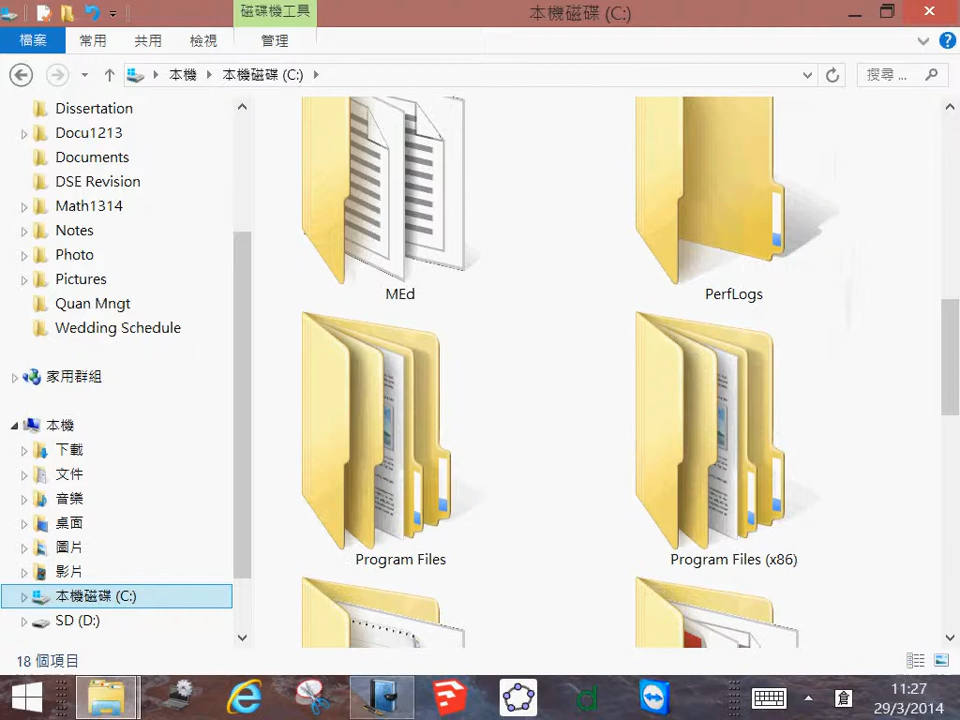 磁碟機工具
本機磁碟 (C:)
檔案 常用 共用 檢視 管理
本機 本機磁碟 (C:) 搜尋 ...
Dissertation
Docu1213
Documents
DSE Revision
Math1314
Notes
Photo
Pictures
Quan Mngt
Wedding Schedule
家用群組
本機
下載
文件
音樂
桌面
圖片
影片
本機磁碟 (C:)
SD (D:)
MEd PerfLogs
Program Files Program Files (x86)
18 個項目
倉
11:27
29/3/2014